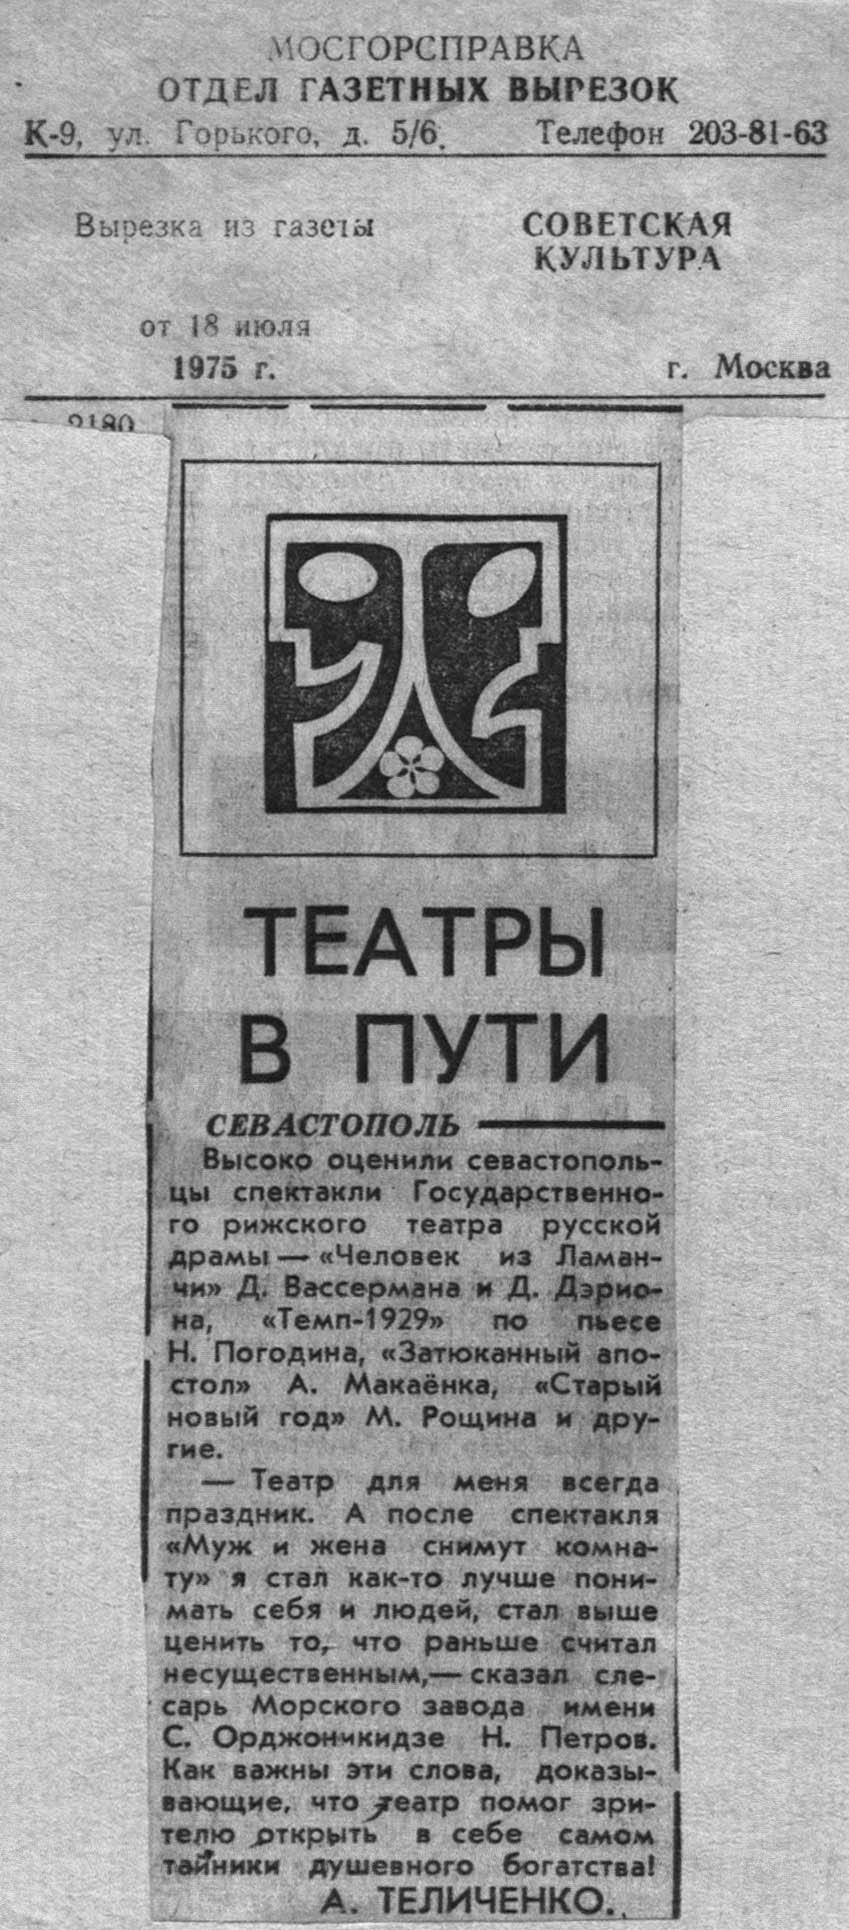 МОСГОРСПРАВКА
ОТДЕЛ ГАЗЕТНЫХ ВЫРЕЗОК
К-9, ул. Горького, д. 5/6. Телефон 203-81-63
Вырезка из газеты СОВЕТСКАЯ
КУЛЬТУРА
от 18 июля
1975 г. г. Москва
2180
ТЕАТРЫ
В ПУТИ
СЕВАСТОПОЛЬ
Высоко оценили севастополь-
цы спектакли Государственно-
го рижского театра русской
драмы — «Человек из Ламан-
чи» Д. Вассермана и Д. Дэрио-
на, «Темп-1929» по пьесе
Н. Погодина, «Затюканный апо-
стол» А. Макаёнка, «Старый
новый год» М. Рощина и дру-
гие.
— Театр для меня всегда
праздник. А после спектакля
«Муж и жена снимут комна-
ту» я стал как-то лучше пони-
мать себя и людей, стал выше
ценить то, что раньше считал
несущественным,— сказал сле-
сарь Морского завода имени
С. Орджоникидзе Н. Петров.
Как важны эти слова, доказы-
вающие, что театр помог зри-
телю открыть в себе самом
тайники душевного богатства!
А. ТЕЛИЧЕНКО.